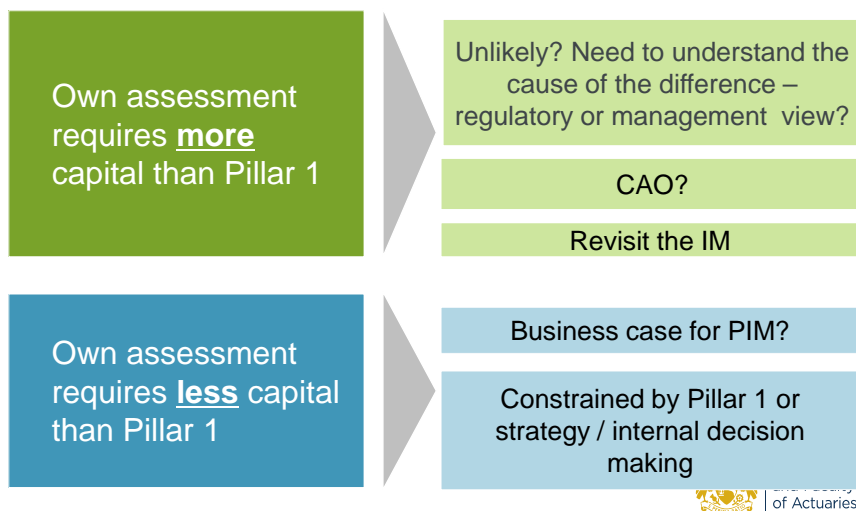 Own assessment
requires more
capital than Pillar 1
Unlikely? Need to understand the
cause of the difference –
regulatory or management view?
CAO?
Revisit the IM
Own assessment
requires less capital
than Pillar 1
Business case for PIM?
Constrained by Pillar 1 or
strategy / internal decision
making
and Faculty
of Actuaries